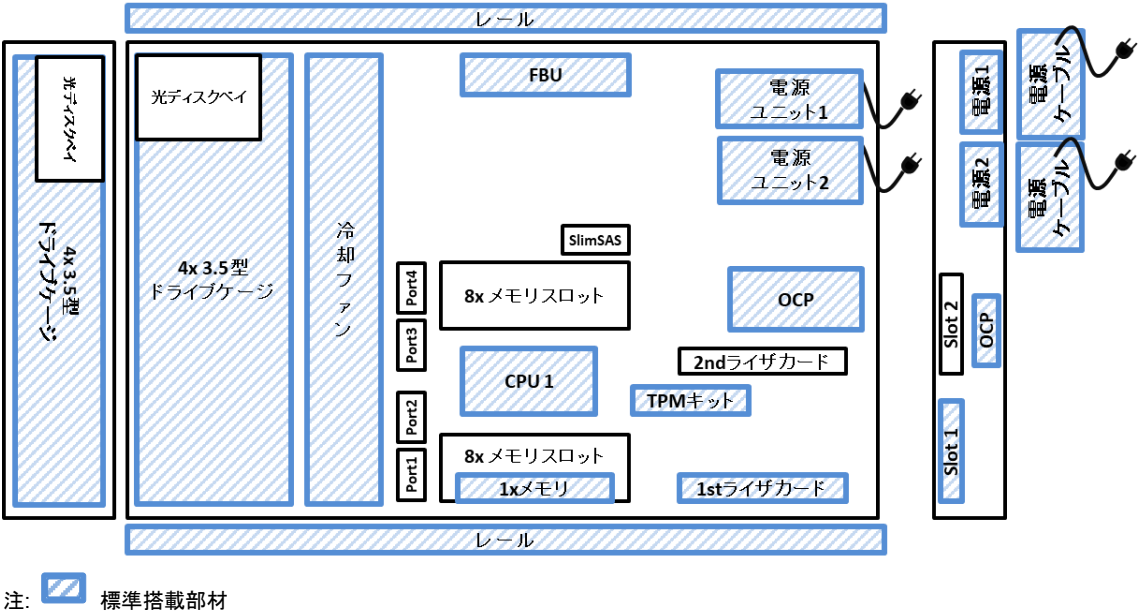 レール
光ディスクベイ
4x 3.5型
ドライブケージ
光ディスクベイ
4x 3.5型
ドライブケージ
冷却ファン
FBU
電源
ユニット1
電源
ユニット2
SlimSAS
Port4
Port3
Port2
Port1
8x メモリスロット
CPU 1
8x メモリスロット
1xメモリ
OCP
2ndライザカード
TPMキット
1stライザカード
電源1
電源2
電源
ケーブル
電源
ケーブル
Slot 2
OCP
Slot 1
レール
注:
標準搭載部材